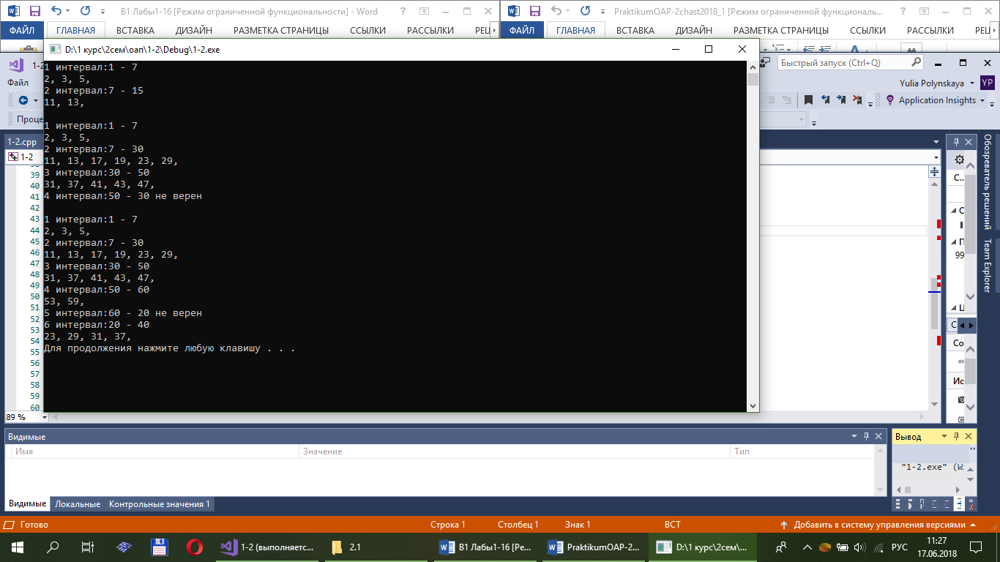 В1 Лабы1-16 [Режим ограниченной функциональности] - Word
PraktikumOAP-2chast2018_1 [Режим ограниченной функциональ...
ФАЙЛ ГЛАВНАЯ ВСТАВКА ДИЗАЙН РАЗМЕТКА СТРАНИЦЫ ССЫЛКИ РАССЫЛКИ РЕЦ
ФАЙЛ ГЛАВНАЯ ВСТАВКА ДИЗАЙН РАЗМЕТКА СТРАНИЦЫ ССЫЛКИ РАССЫЛКИ РЕЦ
D:\1 курс\2сем\оап\1-2\Debug\1-2.exe
1 интервал:1 - 7
2, 3, 5,
2 интервал:7 - 15
11, 13,
1 интервал:1 - 7
2, 3, 5,
2 интервал:7 - 30
11, 13, 17, 19, 23, 29,
3 интервал:30 - 50
31, 37, 41, 43, 47,
4 интервал:50 - 30 не верен
1 интервал:1 - 7
2, 3, 5,
2 интервал:7 - 30
11, 13, 17, 19, 23, 29,
3 интервал:30 - 50
31, 37, 41, 43, 47,
4 интервал:50 - 60
53, 59,
5 интервал:60 - 20 не верен
6 интервал:20 - 40
23, 29, 31, 37,
Для продолжения нажмите любую клавишу . . .
1-2
Быстрый запуск (Ctrl+Q)
Файл
Yulia Polynskaya YP
Application Insights
Проце
1-2.cpp
1-2
39
40
41
42
43
44
45
46
47
48
49
50
51
52
53
54
55
56
57
58
59
60
89 %
С...
99
Со
Ис
Обозреватель решений
Team Explorer
Видимые
Имя Значение Тип
Видимые Локальные Контрольные значения 1
Вывод
"1-2.exe" (Wi
Готово Строка 1 Столбец 1 Знак 1 ВСТ Добавить в систему управления версиями
1-2 (выполняетс...
2.1
В1 Лабы1-16 [Ре...
PraktikumOAP-2...
D:\1 курс\2сем\...
РУС
11:27
17.06.2018